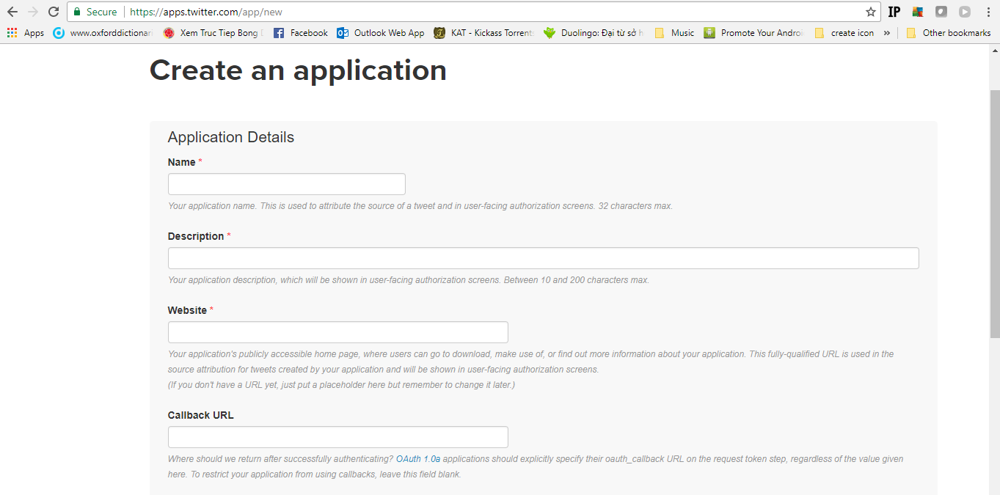 Secure https://apps.twitter.com/app/new IP
Apps www.oxforddictionar Xem Truc Tiep Bong Facebook Outlook Web App KAT - Kickass Torrent Duolingo: Đại từ sở h Music Promote Your Androi create icon » Other bookmarks
Create an application
Application Details
Name *
Your application name. This is used to attribute the source of a tweet and in user-facing authorization screens. 32 characters max.
Description *
Your application description, which will be shown in user-facing authorization screens. Between 10 and 200 characters max.
Website *
Your application's publicly accessible home page, where users can go to download, make use of, or find out more information about your application. This fully-qualified URL is used in the
source attribution for tweets created by your application and will be shown in user-facing authorization screens.
(If you don't have a URL yet, just put a placeholder here but remember to change it later.)
Callback URL
Where should we return after successfully authenticating? OAuth 1.0a applications should explicitly specify their oauth_callback URL on the request token step, regardless of the value given
here. To restrict your application from using callbacks, leave this field blank.